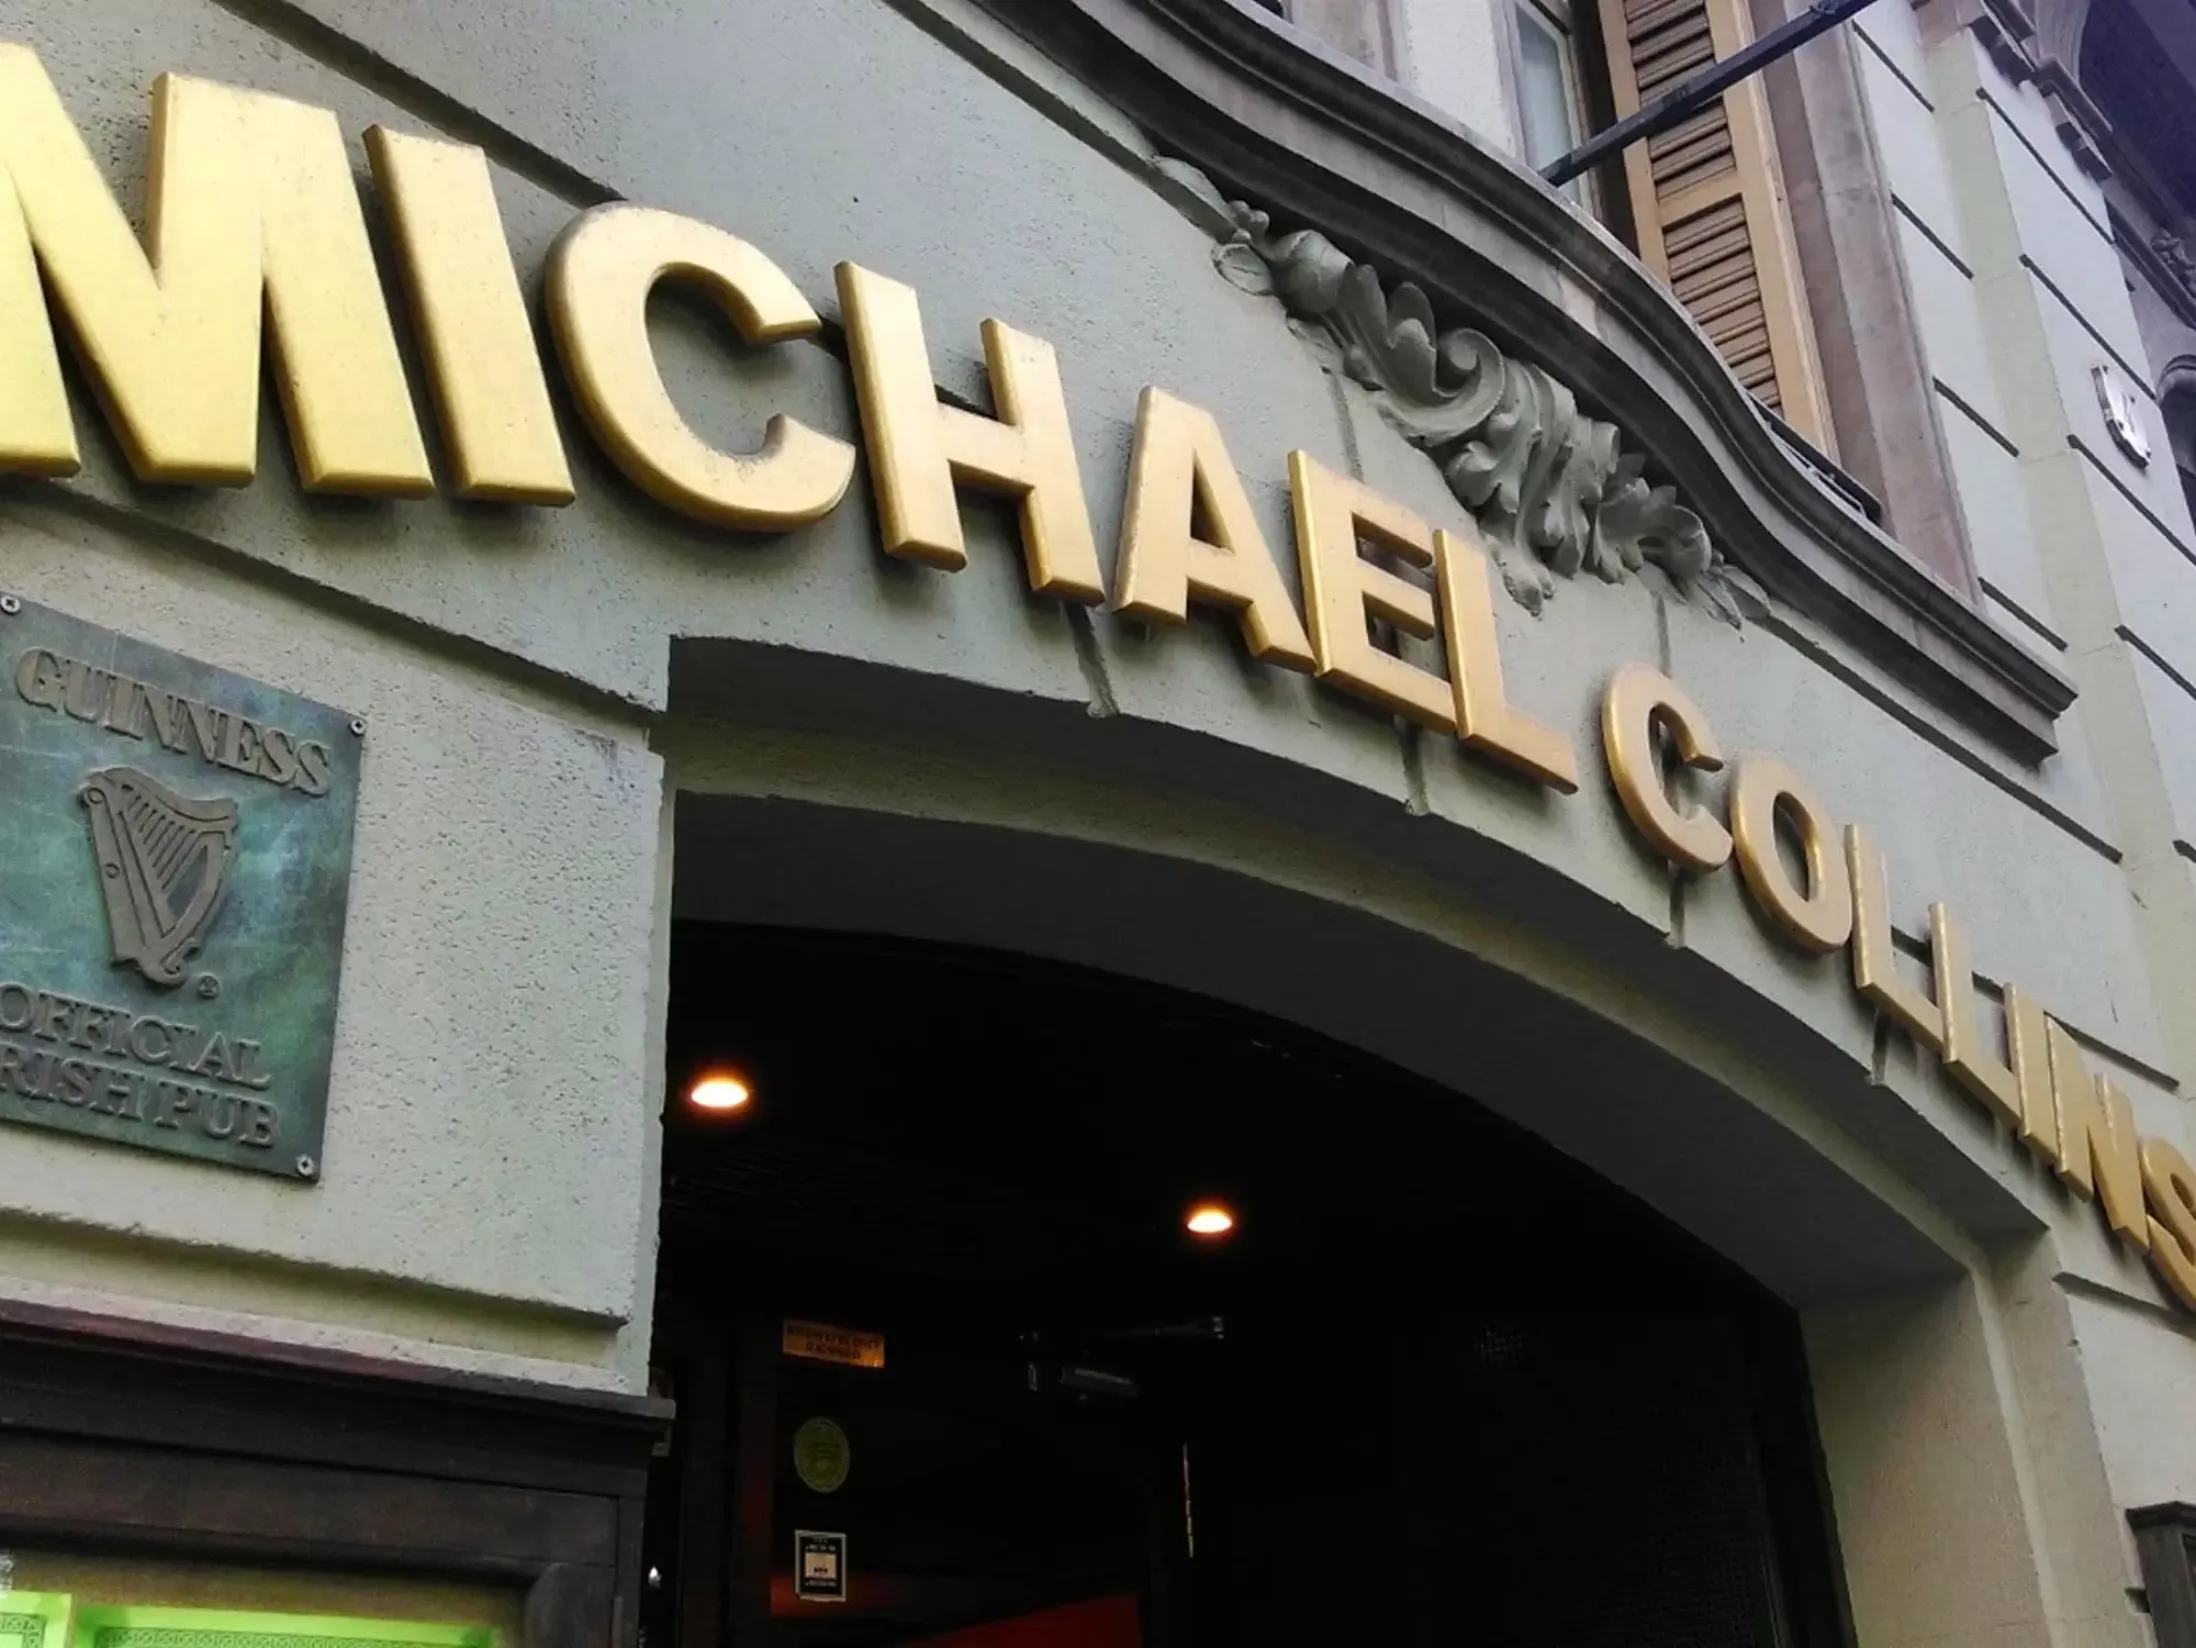 MICHAEL COLLINS
GUINNESS
OFFICIAL
IRISH PUB